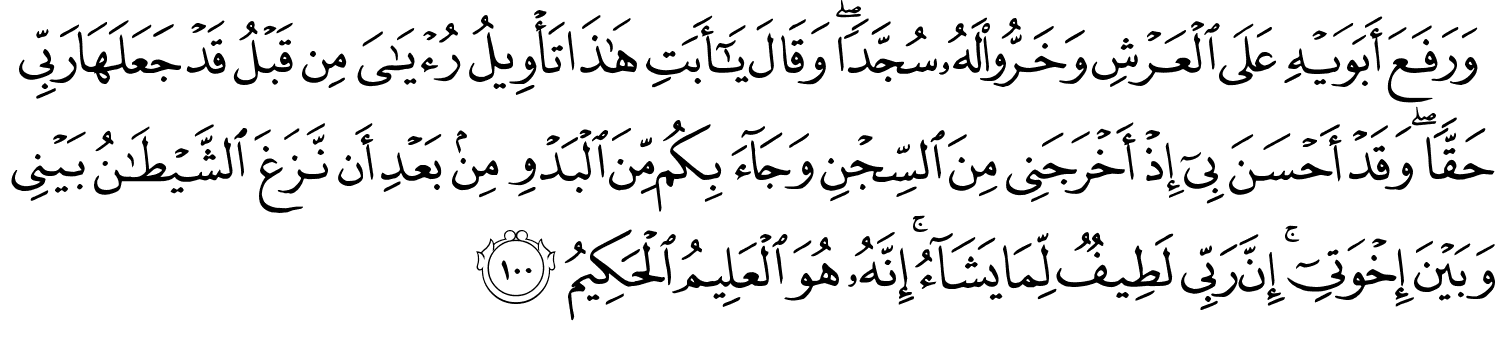 وَرَفَعَ أَبَوَيْهِ عَلَى ٱلْعَرْشِ وَخَرُّوا۟ لَهُۥ سُجَّدًا ۖ وَقَالَ يَٰٓأَبَتِ هَٰذَا تَأْوِيلُ رُءْيَٰىَ مِن قَبْلُ قَدْ جَعَلَهَا رَبِّى
حَقًّا ۖ وَقَدْ أَحْسَنَ بِىٓ إِذْ أَخْرَجَنِى مِنَ ٱلسِّجْنِ وَجَآءَ بِكُم مِّنَ ٱلْبَدْوِ مِنۢ بَعْدِ أَن نَّزَغَ ٱلشَّيْطَٰنُ بَيْنِى
وَبَيْنَ إِخْوَتِىٓ ۚ إِنَّ رَبِّى لَطِيفٌ لِّمَا يَشَآءُ ۚ إِنَّهُۥ هُوَ ٱلْعَلِيمُ ٱلْحَكِيمُ ١٠٠